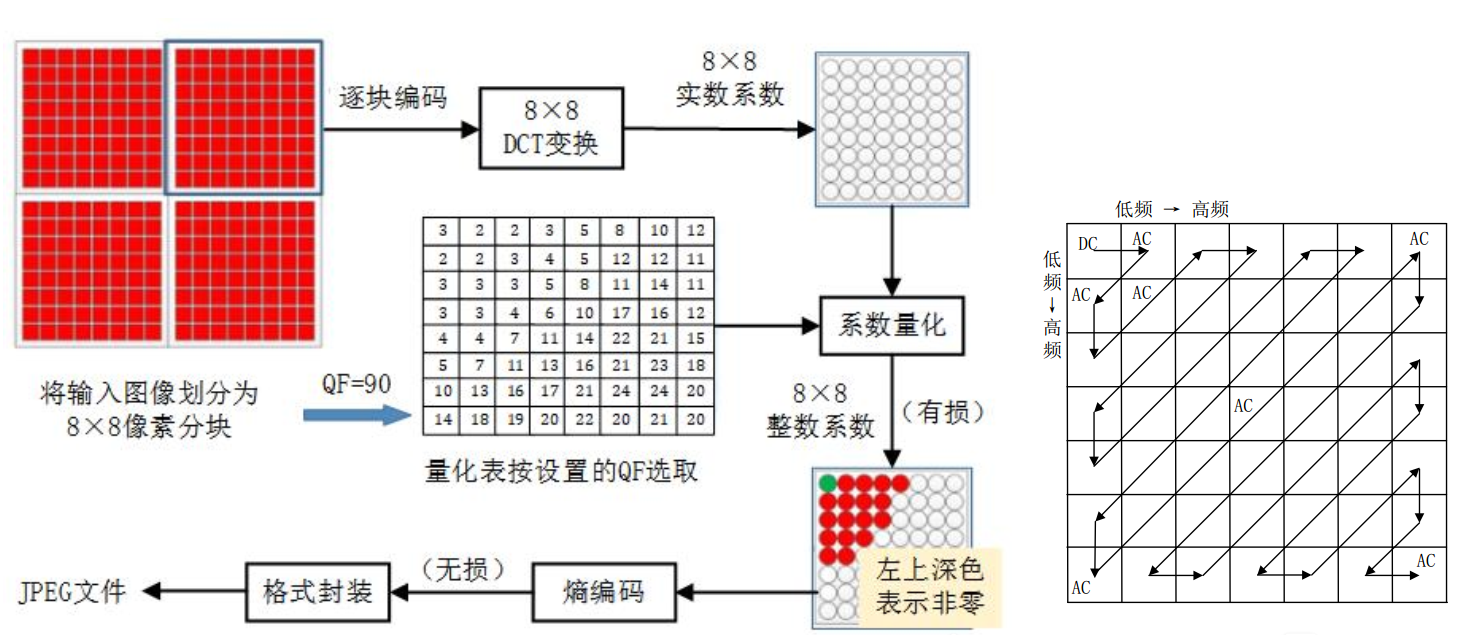 逐块编码
8×8
DCT变换
8×8
实数系数
将输入图像划分为
8×8像素分块
QF=90
3 2 2 3 5 8 10 12
2 2 3 4 5 12 12 11
3 3 3 5 8 11 14 11
3 3 4 6 10 17 16 12
4 4 7 11 14 22 21 15
5 7 11 13 16 21 23 18
10 13 16 17 21 24 24 20
14 18 19 20 22 20 21 20
量化表按设置的QF选取
系数量化
8×8
整数系数
(有损)
左上深色
表示非零
熵编码
(无损)
格式封装
JPEG文件
低频 → 高频
低
频
↓
高
频
DC AC AC
AC AC
AC
AC
AC